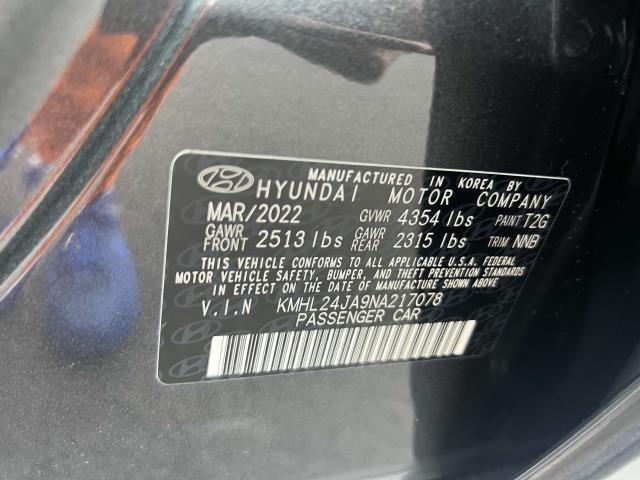 MANUFACTURED IN KOREA BY
HYUNDAI MOTOR COMPANY
MAR/2022 GVWR 4354 lbs PAINT T2G
GAWR FRONT 2513 lbs GAWR REAR 2315 lbs TRIM NNB
THIS VEHICLE CONFORMS TO ALL APPLICABLE U.S.A. FEDERAL
MOTOR VEHICLE SAFETY, BUMPER, AND THEFT PREVENTION STANDARDS
IN EFFECT ON THE DATE OF MANUFACTURE SHOWN ABOVE.
V.I.N KMHL24JA9NA217078
PASSENGER CAR